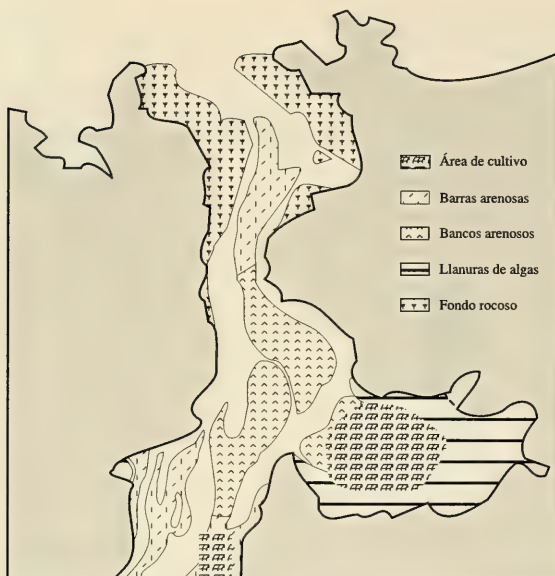 Área de cultivo
Barras arenosas
Bancos arenosos
Llanuras de algas
Fondo rocoso